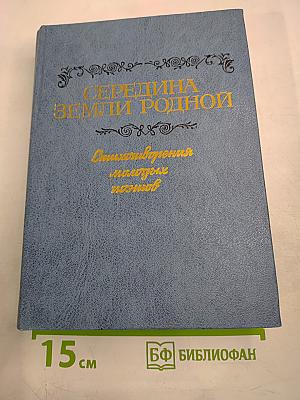 СЕРЕДИНА
ЗЕМЛИ РОДНОЙ
Стихотворения
молодых
поэтов
15 см
БФ БИБЛИОФАН